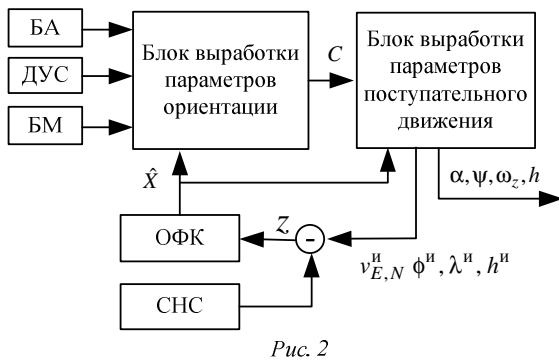 БА
ДУС
БМ
Блок выработки
параметров
ориентации
C
Блок выработки
параметров
поступательного
движения
α, ψ, ω_z, h
X̂
ОФК
z
-
v^и_{E, N} ϕ^и, λ^и, h^и
СНС
Рис. 2